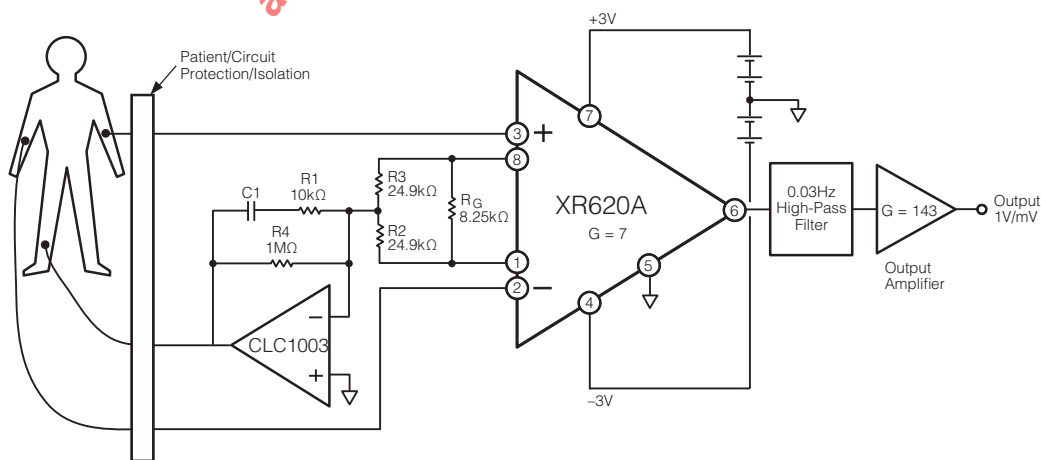 a
+3V
Patient/Circuit
Protection/Isolation
7
3
+
8
R1
10kΩ
C1
R3
24.9kΩ
RG
8.25kΩ
XR620A
G = 7
6
0.03Hz
High-Pass
Filter
G = 143
Output
1V/mV
R4
1MΩ
R2
24.9kΩ
1
2
–
5
4
Output
Amplifier
–
CLC1003
+
–3V